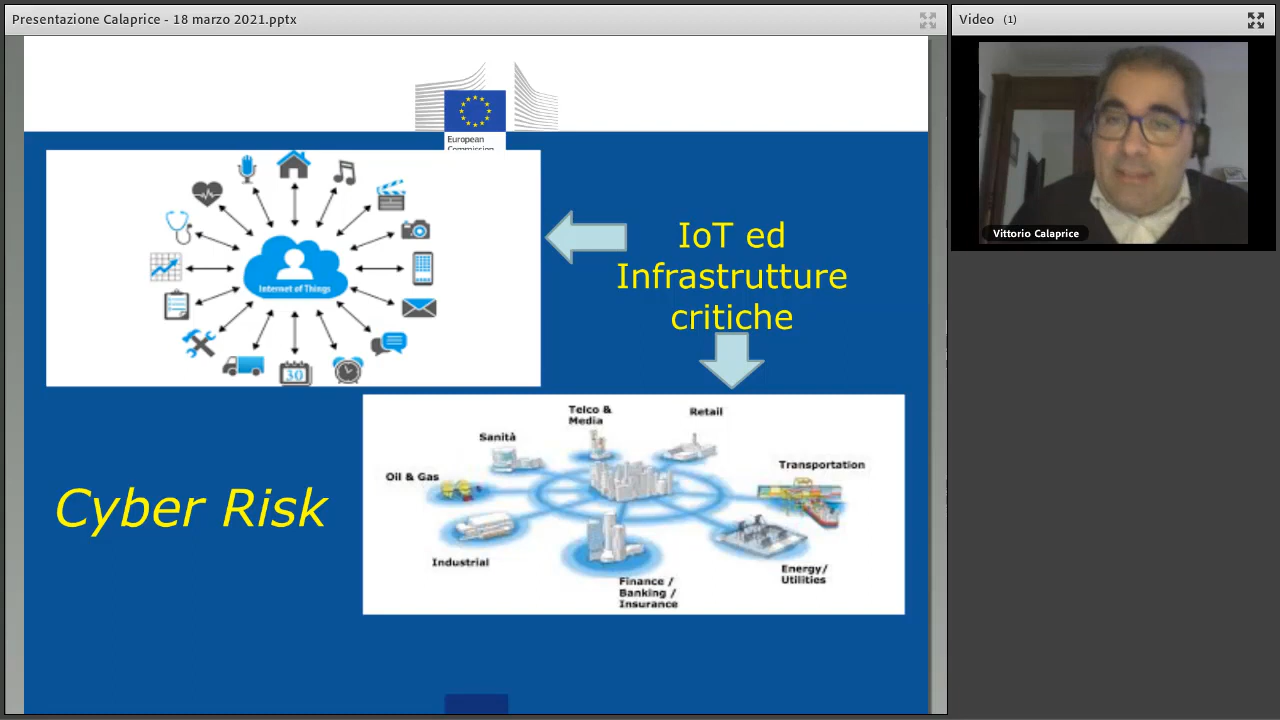 Presentazione Calaprice - 18 marzo 2021.pptx
Video (1)
Vittorio Calaprice
European
Commission
IoT ed
Infrastrutture
critiche
Internet of Things
30
Cyber Risk
Telco &
Media
Retail
Sanità
Transportation
Oil & Gas
Industrial
Energy/
Utilities
Finance /
Banking /
Insurance